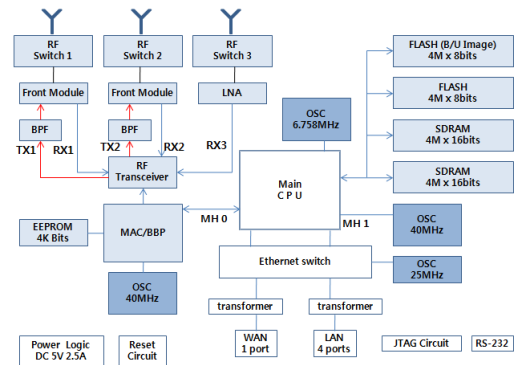 RF
Switch 1
RF
Switch 2
RF
Switch 3
FLASH (B/U Image)
4M x 8bits
Front Module
Front Module
LNA
FLASH
4M x 8bits
OSC
6.758MHz
BPF
BPF
TX1
RX1
TX2
RX2
RX3
SDRAM
4M x 16bits
RF
Transceiver
Main
C P U
SDRAM
4M x 16bits
EEPROM
4K Bits
MAC/BBP
MH 0
MH 1
OSC
40MHz
Ethernet switch
OSC
40MHz
OSC
25MHz
transformer
transformer
WAN
1 port
LAN
4 ports
Power Logic
DC 5V 2.5A
Reset
Circuit
JTAG Circuit
RS-232